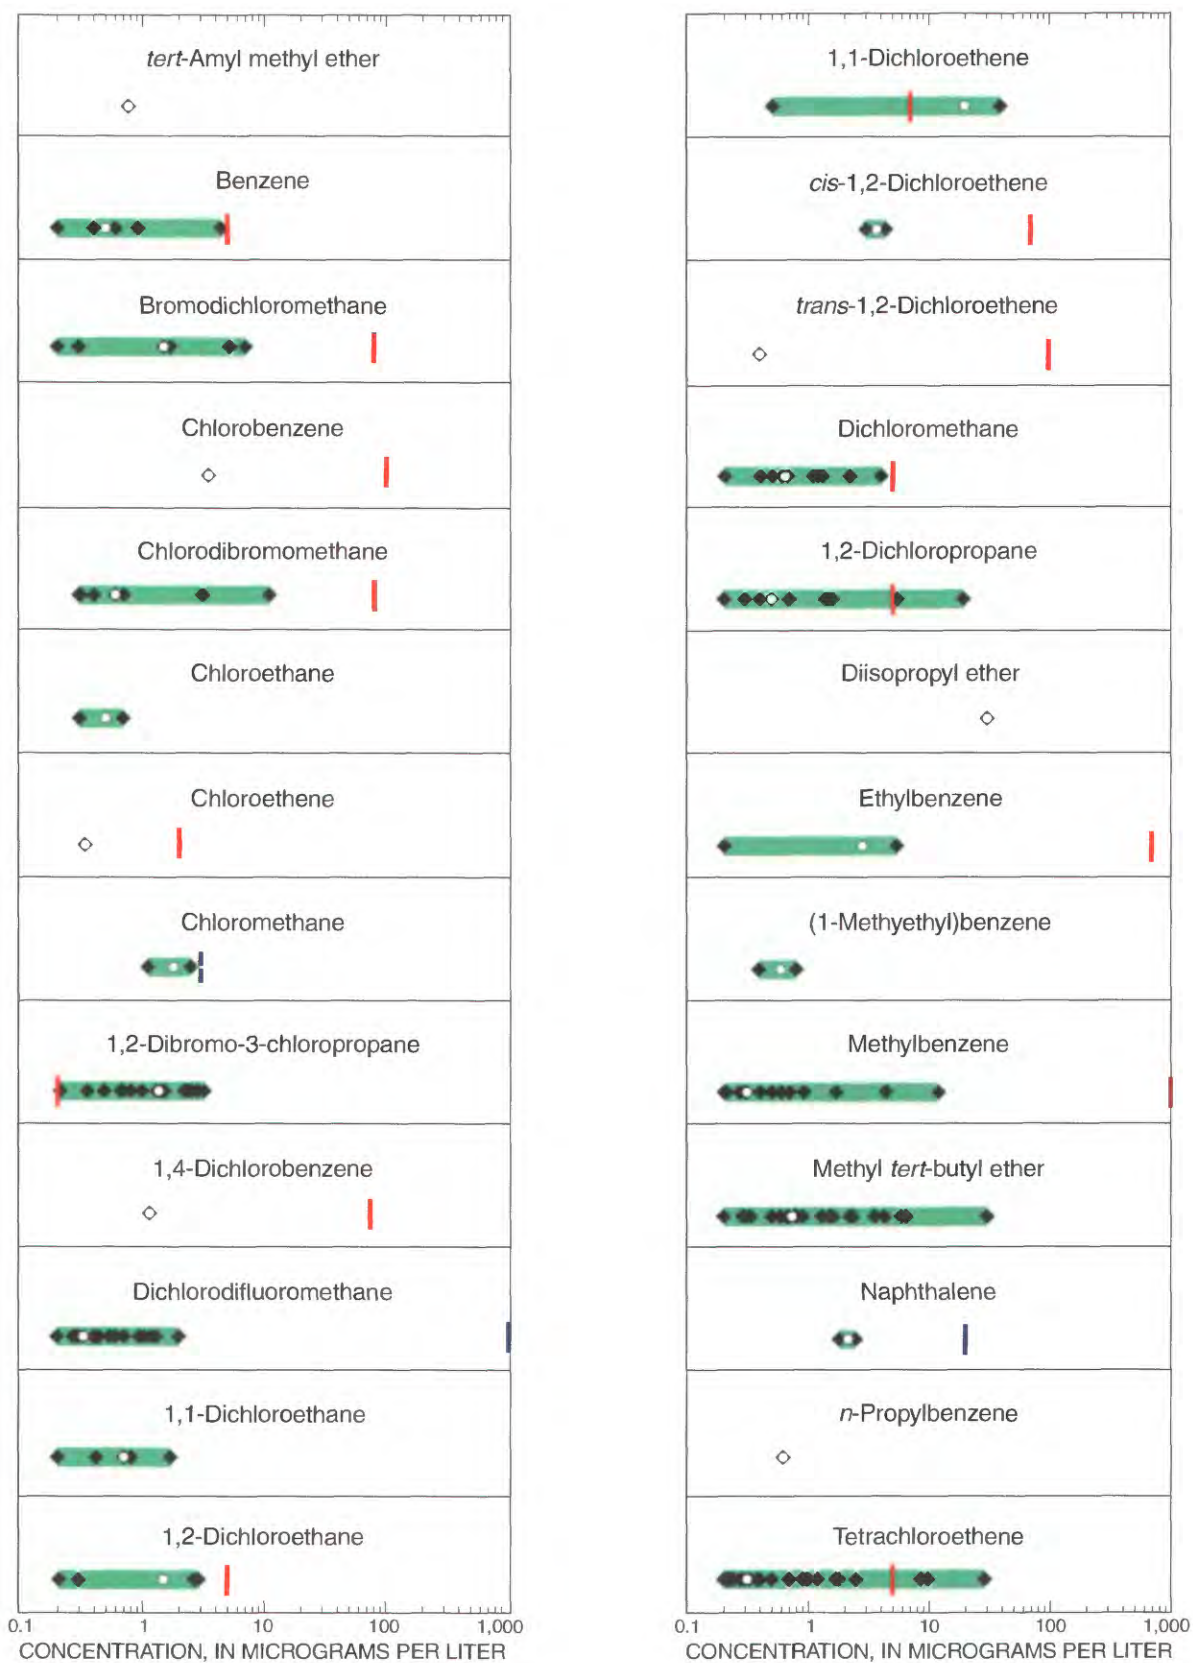 tert-Amyl methyl ether
Benzene
Bromodichloromethane
Chlorobenzene
Chlorodibromomethane
Chloroethane
Chloroethene
Chloromethane
1,2-Dibromo-3-chloropropane
1,4-Dichlorobenzene
Dichlorodifluoromethane
1,1-Dichloroethane
1,2-Dichloroethane
0.1 1 10 100 1,000
CONCENTRATION, IN MICROGRAMS PER LITER
1,1-Dichloroethene
cis-1,2-Dichloroethene
trans-1,2-Dichloroethene
Dichloromethane
1,2-Dichloropropane
Diisopropyl ether
Ethylbenzene
(1-Methyethyl)benzene
Methylbenzene
Methyl tert-butyl ether
Naphthalene
n-Propylbenzene
Tetrachloroethene
0.1 1 10 100 1,000
CONCENTRATION, IN MICROGRAMS PER LITER